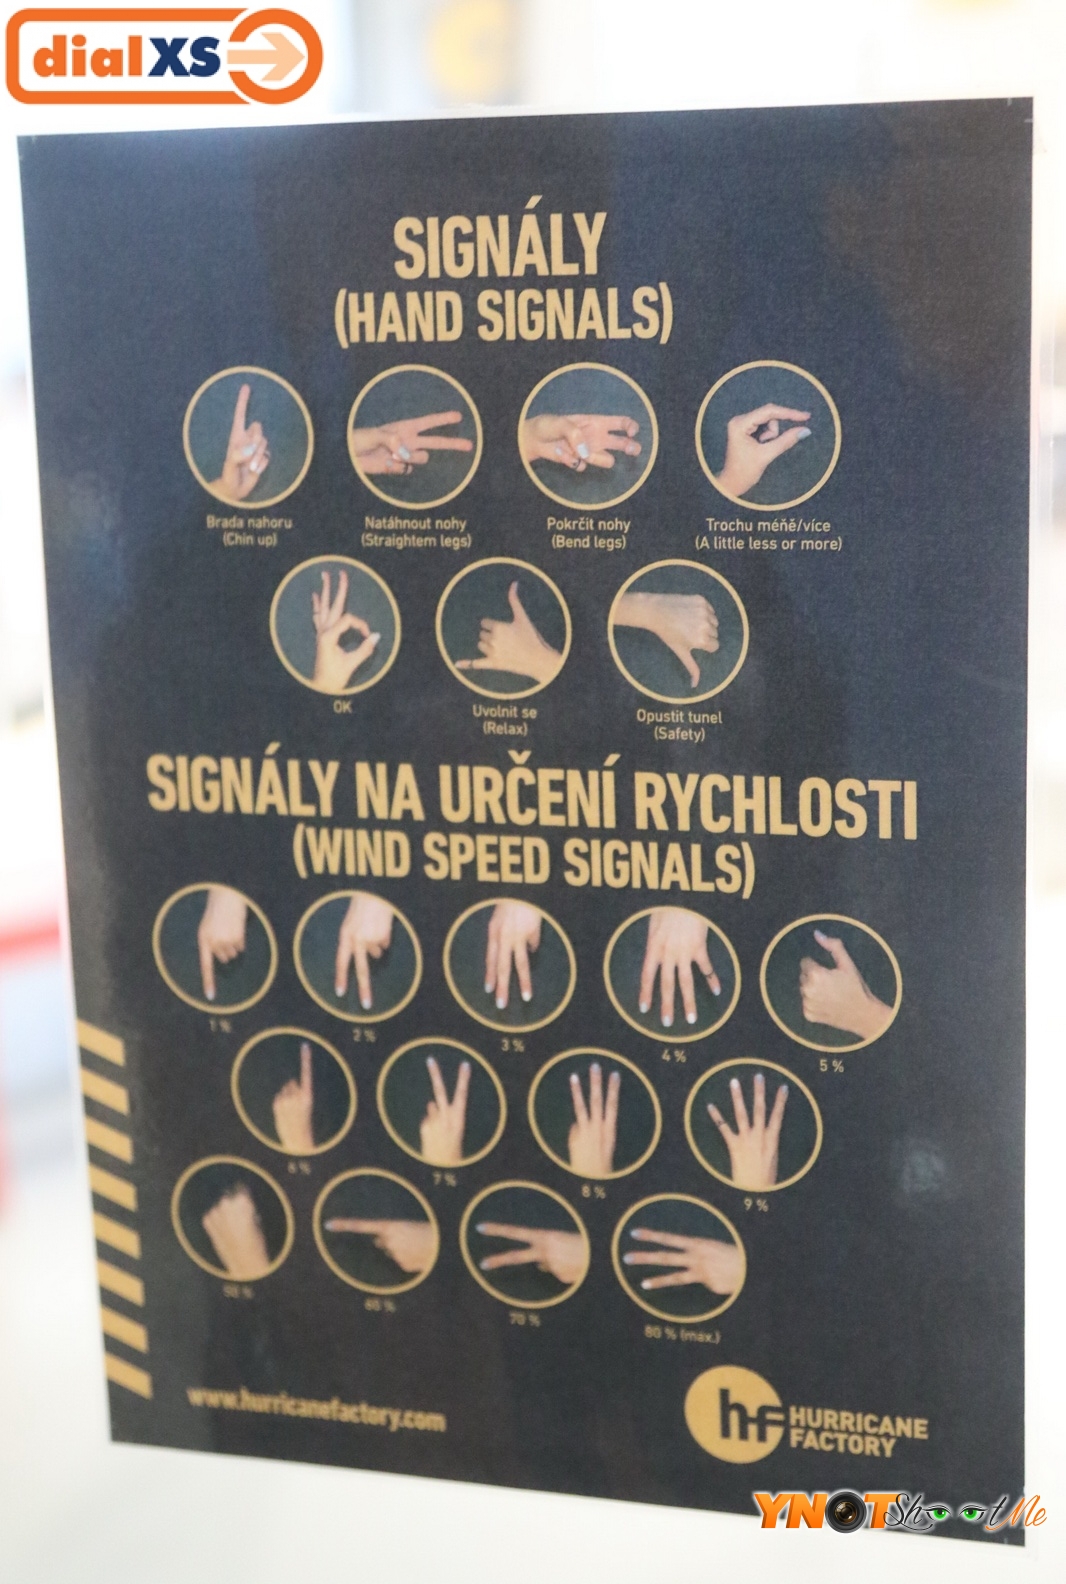 dialXS
SIGNÁLY
(HAND SIGNALS)
Brada nahoru
(Chin up)
Natáhnout nohy
(Straightem legs)
Pokrčit nohy
(Bend legs)
Trochu méňě/více
(A little less or more)
OK
Uvolnit se
(Relax)
Opustit tunel
(Safety)
SIGNÁLY NA URČENÍ RYCHLOSTI
(WIND SPEED SIGNALS)
1 %
2 %
3 %
4 %
5 %
6 %
7 %
8 %
9 %
50 %
60 %
70 %
80 % (max.)
www.hurricanefactory.com
hf HURRICANE
FACTORY
YNOTShootMe